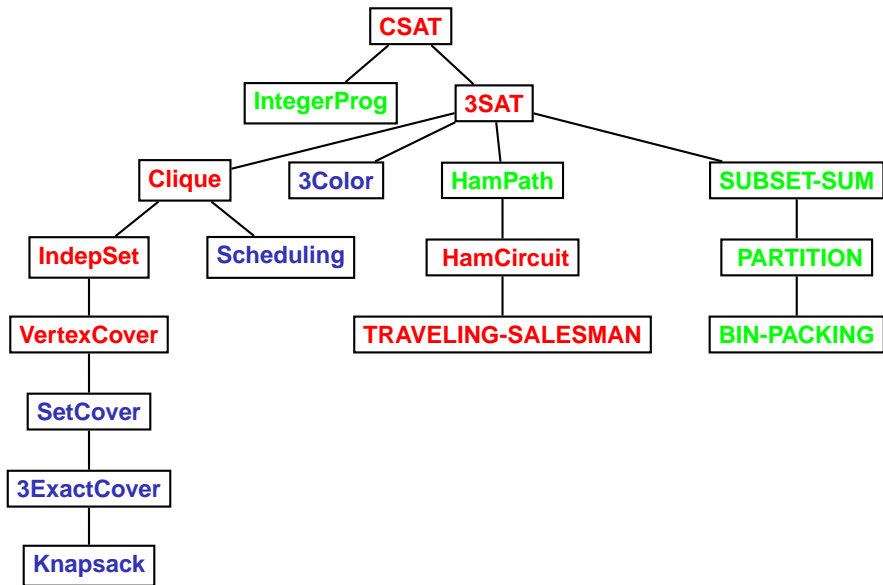 CSAT
IntegerProg
3SAT
Clique
3Color
HamPath
SUBSET-SUM
IndepSet
Scheduling
HamCircuit
PARTITION
VertexCover
TRAVELING-SALESMAN
BIN-PACKING
SetCover
3ExactCover
Knapsack